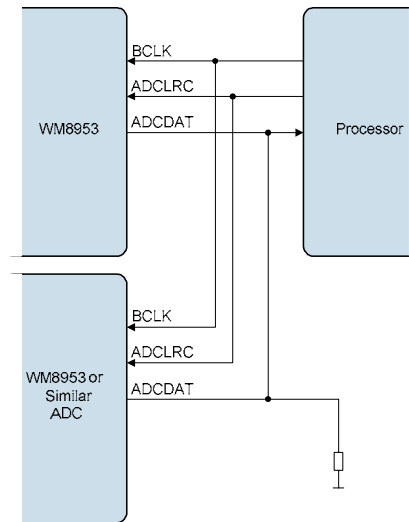 BCLK
ADCLRC
ADCDAT
WM8953
Processor
BCLK
ADCLRC
ADCDAT
WM8953 or
Similar
ADC